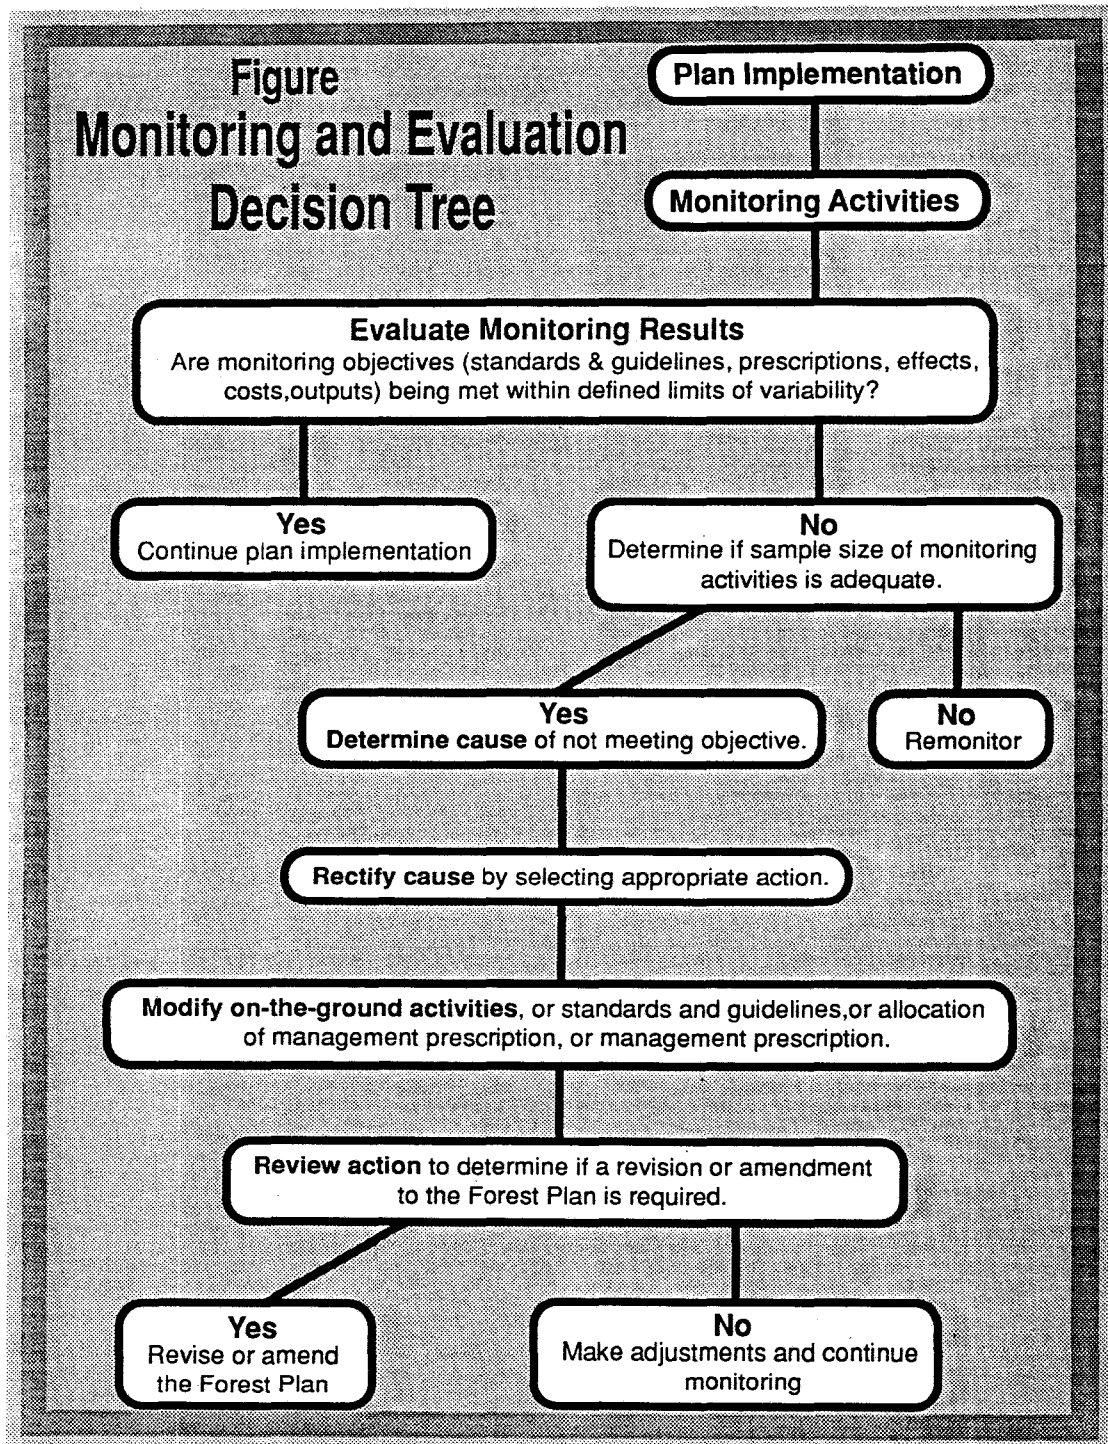 Figure
Monitoring and Evaluation
Decision Tree
Plan Implementation
Monitoring Activities
Evaluate Monitoring Results
Are monitoring objectives (standards & guidelines, prescriptions, effects,
costs,outputs) being met within defined limits of variability?
Yes
Continue plan implementation
No
Determine if sample size of monitoring
activities is adequate.
Yes
Determine cause of not meeting objective.
No
Remonitor
Rectify cause by selecting appropriate action.
Modify on-the-ground activities, or standards and guidelines,or allocation
of management prescription, or management prescription.
Review action to determine if a revision or amendment
to the Forest Plan is required.
Yes
Revise or amend
the Forest Plan
No
Make adjustments and continue
monitoring